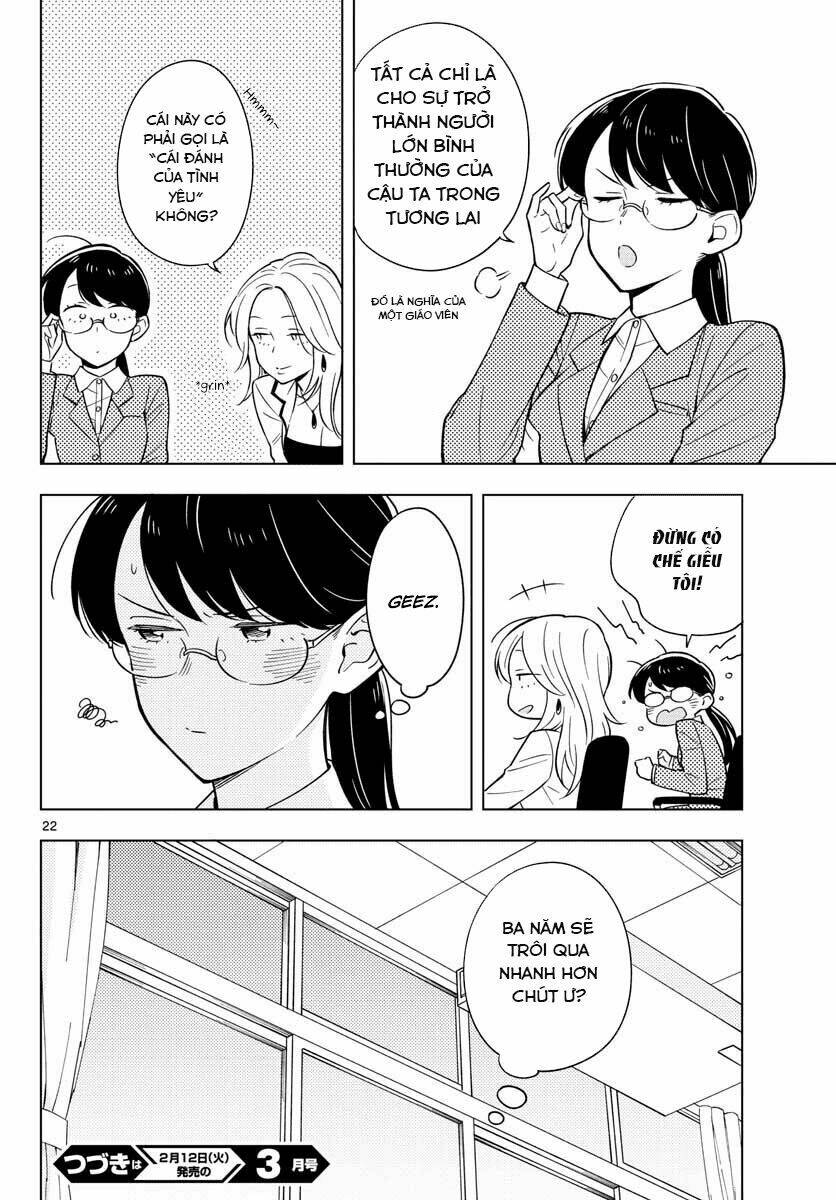 TẤT CẢ CHỈ LÀ
CHO SỰ TRỞ
THÀNH NGƯỜI
LỚN BÌNH
THƯỜNG CỦA
CẬU TA TRONG
TƯƠNG LAI
ĐÓ LÀ NGHĨA CỦA
MỘT GIÁO VIÊN
Hmmm~
CÁI NÀY CÓ
PHẢI GỌI LÀ
"CÁI ĐÁNH
CỦA TÌNH
YÊU"
KHÔNG?
*grin*
ĐỪNG CÓ
CHẾ GIỄU
TÔI!
GEEZ.
22
BA NĂM SẼ
TRÔI QUA
NHANH HƠN
CHÚT Ư?
つづきは
2月12日(火)
発売の
3月号